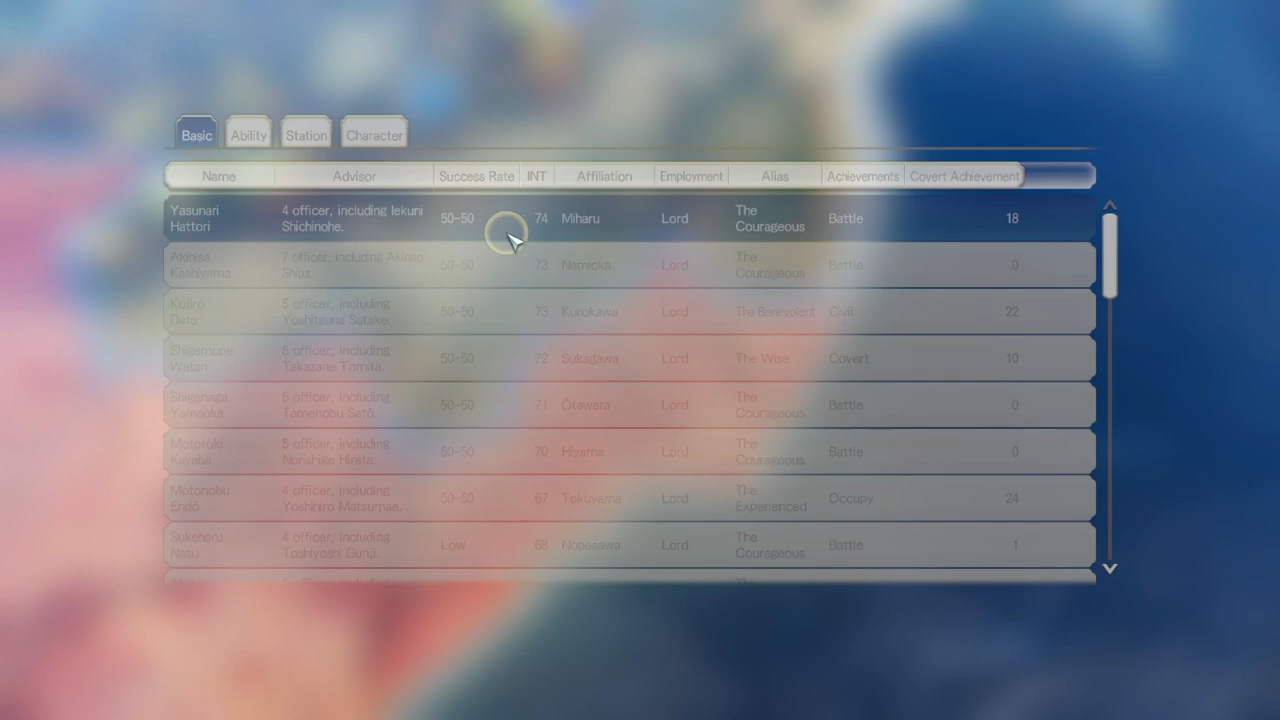 Basic Ability Station Character
Name Advisor Success Rate INT Affiliation Employment Alias Achievements Covert Achievement
Yasunari 4 officer, including Iekuni The
50-50 74 Miharu Lord Battle 18
Hattori Shichinohe. Courageous
Akihisa 7 officer, including The
50-50 73 Namioka Lord Battle 0
Kashiyama Courageous
Kojirō 5 officer, including
50-50 73 Kurokawa Lord The Benevolent Civil 22
Date Yoshitsuna Satake.
Shigemune 5 officer, including
50-50 72 Sukagawa Lord The Wise Covert 10
Watari Takazane Tomita.
Shigenaga 5 officer, including The
50-50 71 Ōtawara Lord Battle 0
Yamaoka Tamenobu Satō. Courageous
Mototoki 5 officer, including The
50-50 70 Hiyama Lord Battle 0
Kayaba Norishige Hirata. Courageous
Motonobu 4 officer, including The
50-50 67 Tokuyama Lord Occupy 24
Endō Yoshihiro Matsumae. Experienced
Sukeharu 4 officer, including The
Low 68 Nobesawa Lord Battle 1
Nasu Toshiyoshi Gunji. Courageous